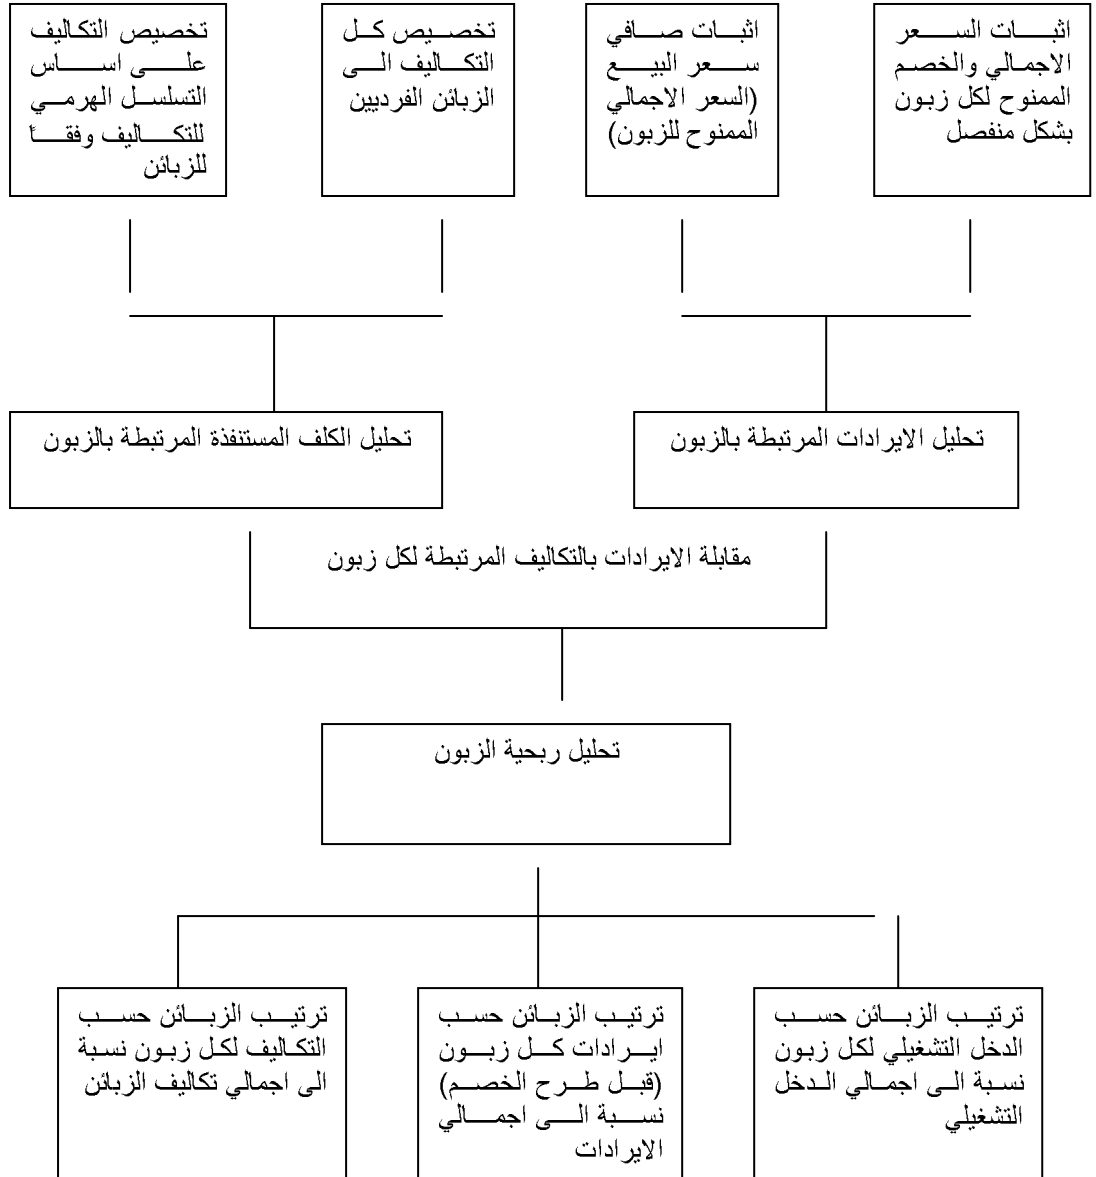 اثبات السعر
الاجمالي والخصم
الممنوح لكل زبون
بشكل منفصل
اثبات صافي
سعر البيع
(السعر الاجمالي
الممنوح للزبون)
تخصيص كل
التكاليف الى
الزبائن الفرديين
تخصيص التكاليف
على اساس
التسلسل الهرمي
للتكاليف وفقاً
للزبائن
تحليل الايرادات المرتبطة بالزبون
تحليل الكلف المستنفذة المرتبطة بالزبون
مقابلة الايرادات بالتكاليف المرتبطة لكل زبون
تحليل ربحية الزبون
ترتيب الزبائن حسب
الدخل التشغيلي لكل زبون
نسبة الى اجمالي الدخل
التشغيلي
ترتيب الزبائن حسب
ايرادات كل زبون
(قبل طرح الخصم)
نسبة الى اجمالي
الايرادات
ترتيب الزبائن حسب
التكاليف لكل زبون نسبة
الى اجمالي تكاليف الزبائن